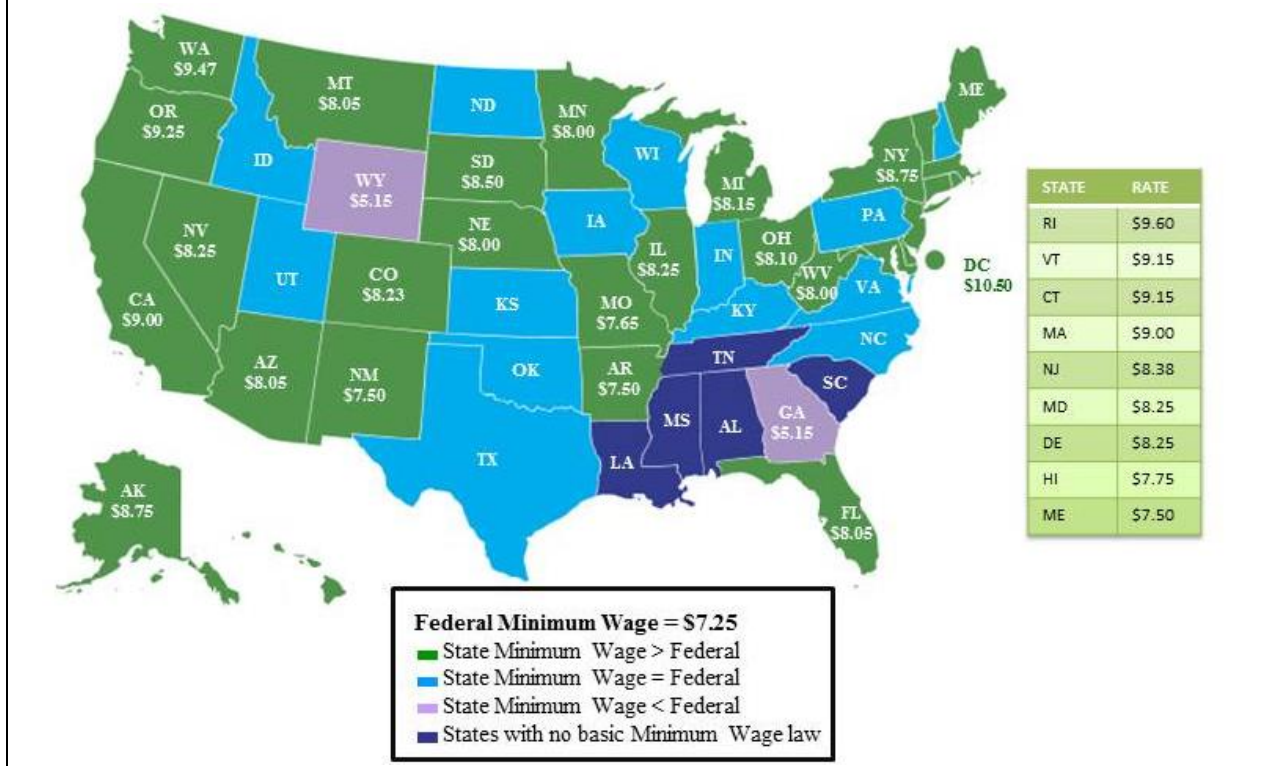 WA
$9.47
MT
$8.05
ND
MN
$8.00
ME
OR
$9.25
ID
WY
$5.15
SD
$8.50
WI
MI
$8.15
NY
$8.75
NV
$8.25
UT
CO
$8.23
NE
$8.00
IA
IL
$8.25
IN
OH
$8.10
PA
WV
$8.00
VA
DC
$10.50
CA
$9.00
KS
MO
$7.65
KY
NC
AZ
$8.05
NM
$7.50
OK
AR
$7.50
TN
SC
TX
LA
MS
AL
GA
$5.15
AK
$8.75
FL
$8.05
STATE RATE
RI $9.60
VT $9.15
CT $9.15
MA $9.00
NJ $8.38
MD $8.25
DE $8.25
HI $7.75
ME $7.50
Federal Minimum Wage = $7.25
State Minimum Wage > Federal
State Minimum Wage = Federal
State Minimum Wage < Federal
States with no basic Minimum Wage law